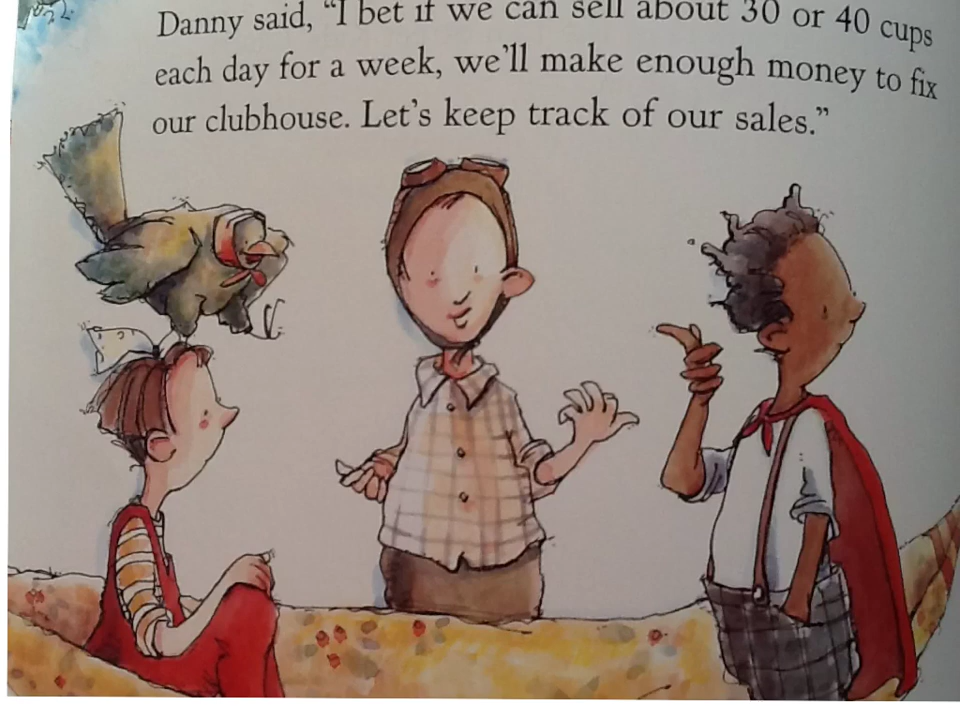 Danny said, “I bet if we can sell about 30 or 40 cups
each day for a week, we’ll make enough money to fix
our clubhouse. Let’s keep track of our sales.”